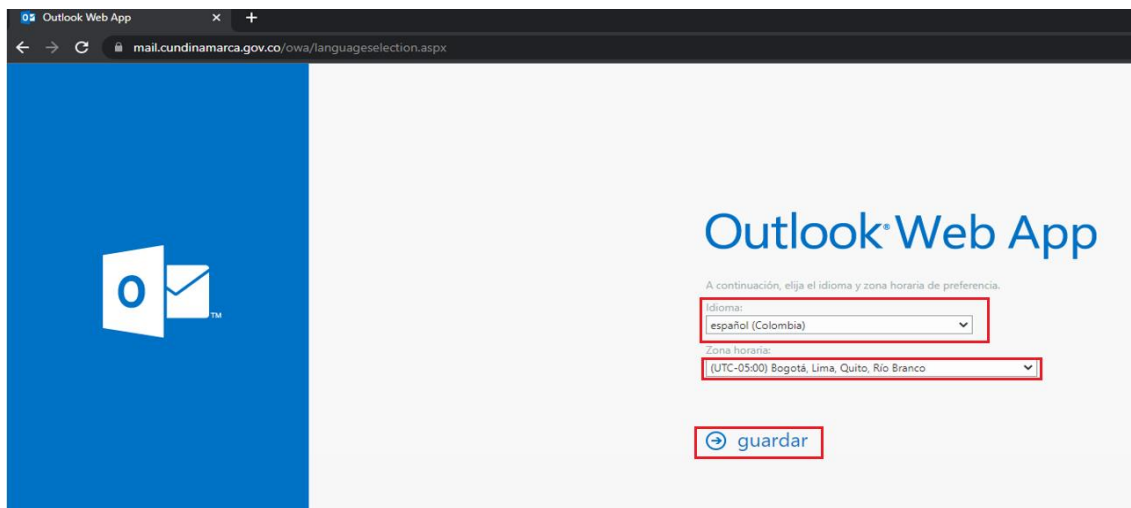 Outlook Web App
mail.cundinamarca.gov.co/owa/languageselection.aspx
O
TM
Outlook® Web App
A continuación, elija el idioma y zona horaria de preferencia.
Idioma:
español (Colombia)
Zona horaria:
(UTC-05:00) Bogotá, Lima, Quito, Río Branco
guardar